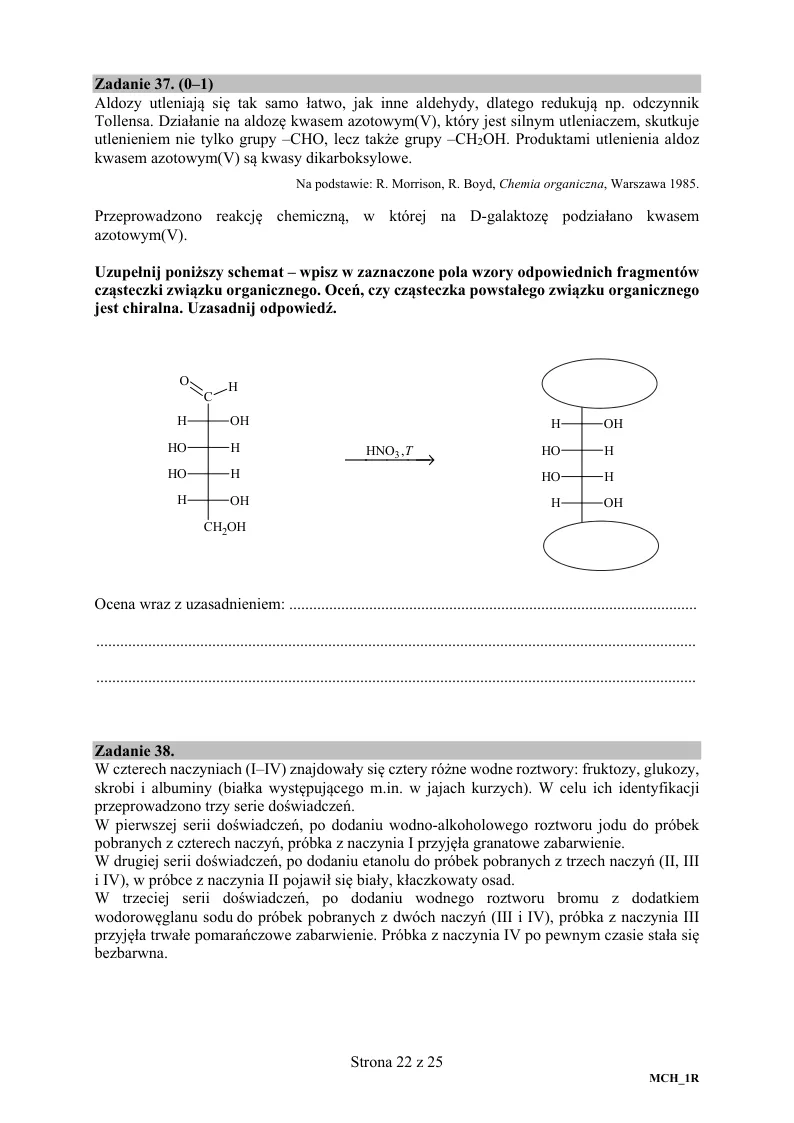 Zadanie 37. (0–1)
Aldozy utleniają się tak samo łatwo, jak inne aldehydy, dlatego redukują np. odczynnik
Tollensa. Działanie na aldozę kwasem azotowym(V), który jest silnym utleniaczem, skutkuje
utlenieniem nie tylko grupy –CHO, lecz także grupy –CH₂OH. Produktami utlenienia aldoz
kwasem azotowym(V) są kwasy dikarboksylowe.
Na podstawie: R. Morrison, R. Boyd, Chemia organiczna, Warszawa 1985.
Przeprowadzono reakcję chemiczną, w której na D-galaktozę podziałano kwasem
azotowym(V).
Uzupełnij poniższy schemat – wpisz w zaznaczone pola wzory odpowiednich fragmentów
cząsteczki związku organicznego. Oceń, czy cząsteczka powstałego związku organicznego
jest chiralna. Uzasadnij odpowiedź.
O
H
C
H OH
HO H
HO H
H OH
CH₂OH
HNO₃,T
H OH
HO H
HO H
H OH
Ocena wraz z uzasadnieniem: ......................................................................................................
......................................................................................................................................................
......................................................................................................................................................
Zadanie 38.
W czterech naczyniach (I–IV) znajdowały się cztery różne wodne roztwory: fruktozy, glukozy,
skrobi i albuminy (białka występującego m.in. w jajach kurzych). W celu ich identyfikacji
przeprowadzono trzy serie doświadczeń.
W pierwszej serii doświadczeń, po dodaniu wodno-alkoholowego roztworu jodu do próbek
pobranych z czterech naczyń, próbka z naczynia I przyjęła granatowe zabarwienie.
W drugiej serii doświadczeń, po dodaniu etanolu do próbek pobranych z trzech naczyń (II, III
i IV), w próbce z naczynia II pojawił się biały, kłaczkowaty osad.
W trzeciej serii doświadczeń, po dodaniu wodnego roztworu bromu z dodatkiem
wodorowęglanu sodu do próbek pobranych z dwóch naczyń (III i IV), próbka z naczynia III
przyjęła trwałe pomarańczowe zabarwienie. Próbka z naczynia IV po pewnym czasie stała się
bezbarwna.
Strona 22 z 25
MCH_1R